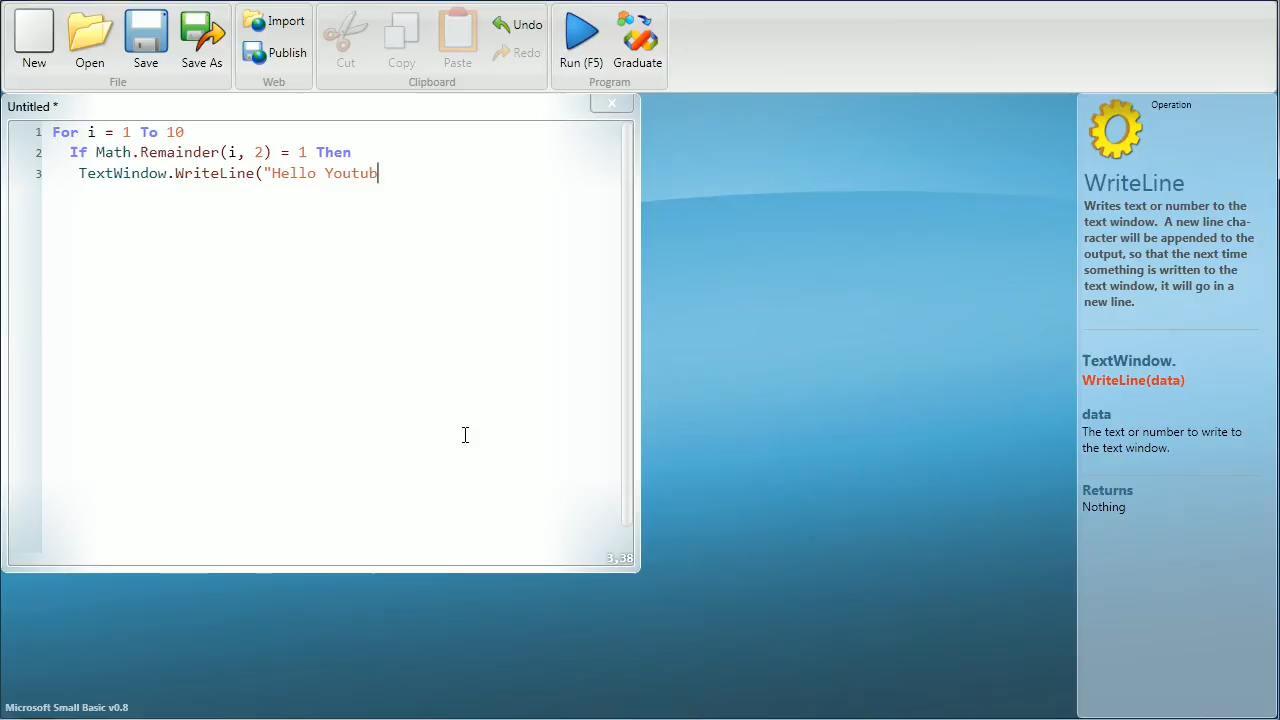 New
Open
Save
Save As
File
Import
Publish
Web
Cut
Copy
Paste
Undo
Redo
Clipboard
Run (F5)
Graduate
Program
Untitled *
1 For i = 1 To 10
2 If Math.Remainder(i, 2) = 1 Then
3 TextWindow.WriteLine("Hello Youtub
3,38
Operation
WriteLine
Writes text or number to the
text window. A new line cha-
racter will be appended to the
output, so that the next time
something is written to the
text window, it will go in a
new line.
TextWindow.
WriteLine(data)
data
The text or number to write to
the text window.
Returns
Nothing
Microsoft Small Basic v0.8